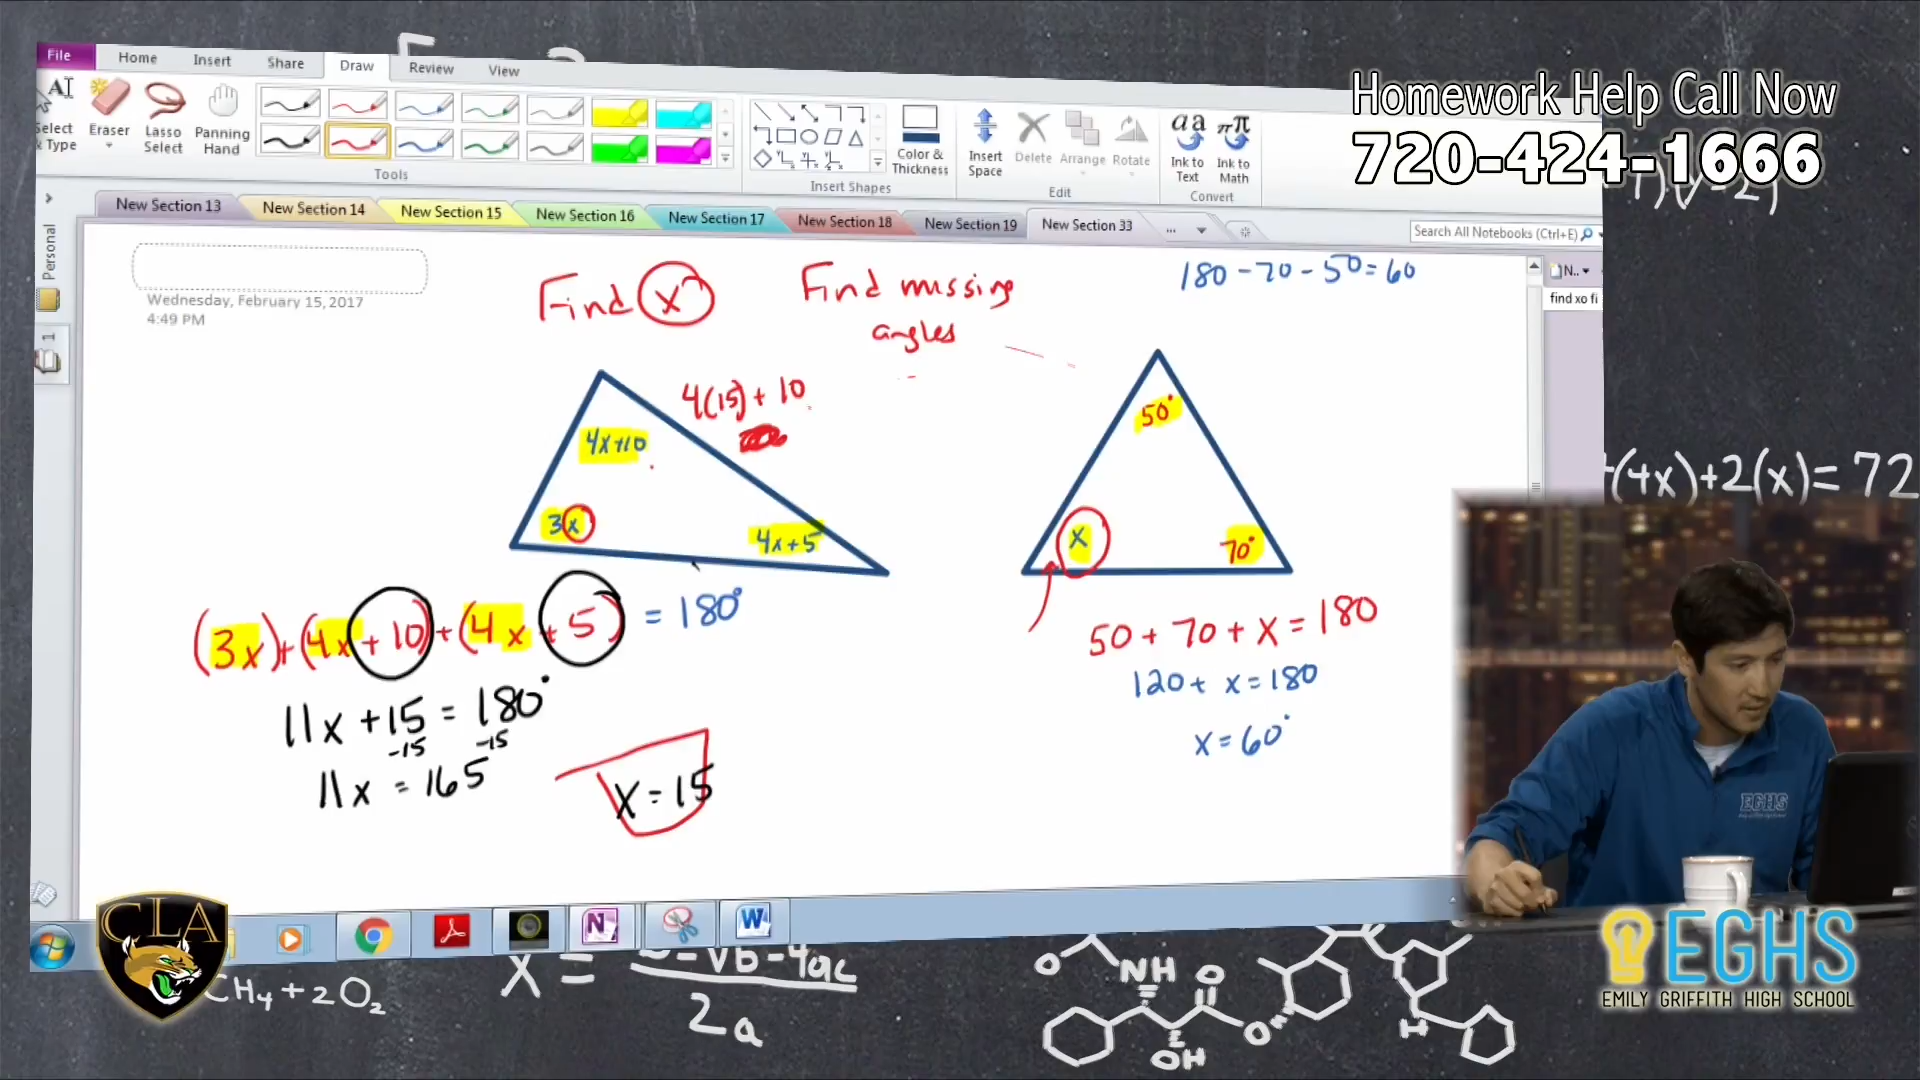 File Home Insert Share Draw Review View
Homework Help Call Now
720-424-1666
Select & Type
Eraser
Lasso Select
Panning Hand
Color & Thickness
Insert Space
Delete
Arrange
Rotate
Ink to Text
Ink to Math
Tools
Insert Shapes
Edit
Convert
New Section 13 New Section 14 New Section 15 New Section 16 New Section 17 New Section 18 New Section 19 New Section 33 ...
Search All Notebooks (Ctrl+E)
Personal
1
N..
find xo fi
Wednesday, February 15, 2017
4:49 PM
Find x
Find missing
angles
180 - 70 - 50 = 60
4(15) + 10
4x+10
3x
4x+5
50°
x
70°
(3x)+(4x+10)+(4x+5) = 180°
11x +15 = 180°
-15 -15
11x = 165
x = 15
50 + 70 + x = 180
120 + x = 180
x = 60°
(4x)+2(x)= 72
CLA
CH4 + 2O2
X =
2a
NH
O
O
O
OH
H
EGHS
EGHS
EMILY GRIFFITH HIGH SCHOOL